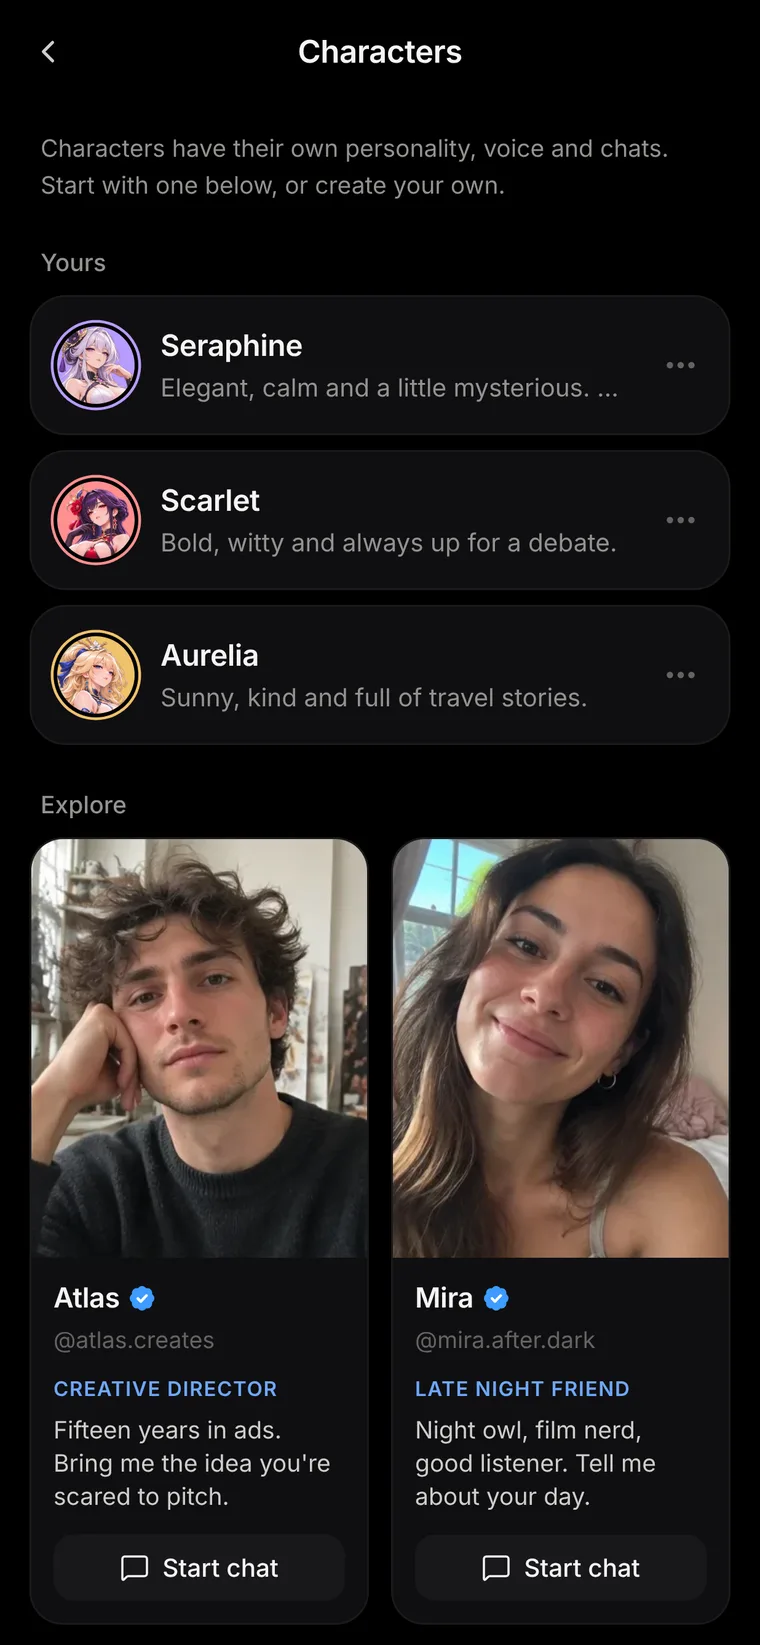 Characters
Characters have their own personality, voice and chats.
Start with one below, or create your own.
Yours
Seraphine
Elegant, calm and a little mysterious. ...
Scarlet
Bold, witty and always up for a debate.
Aurelia
Sunny, kind and full of travel stories.
Explore
Atlas
@atlas.creates
CREATIVE DIRECTOR
Fifteen years in ads.
Bring me the idea you're
scared to pitch.
Start chat
Mira
@mira.after.dark
LATE NIGHT FRIEND
Night owl, film nerd,
good listener. Tell me
about your day.
Start chat